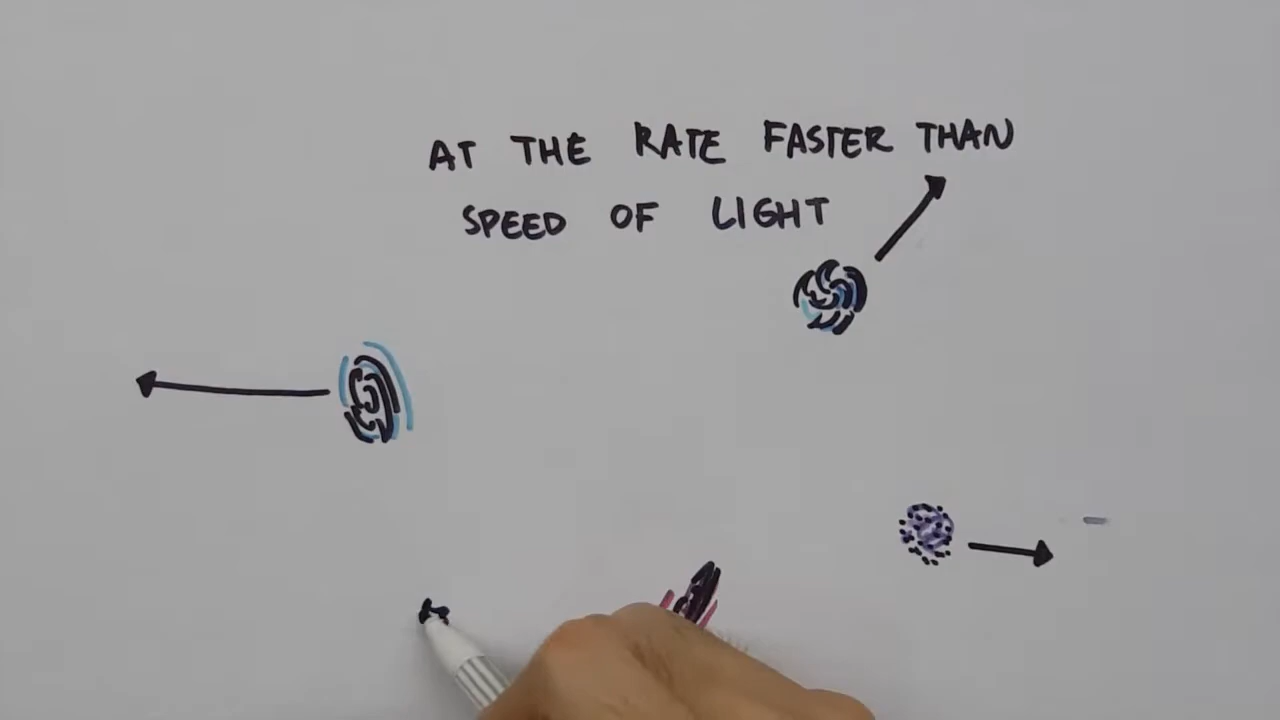 AT THE RATE FASTER THAN
SPEED OF LIGHT